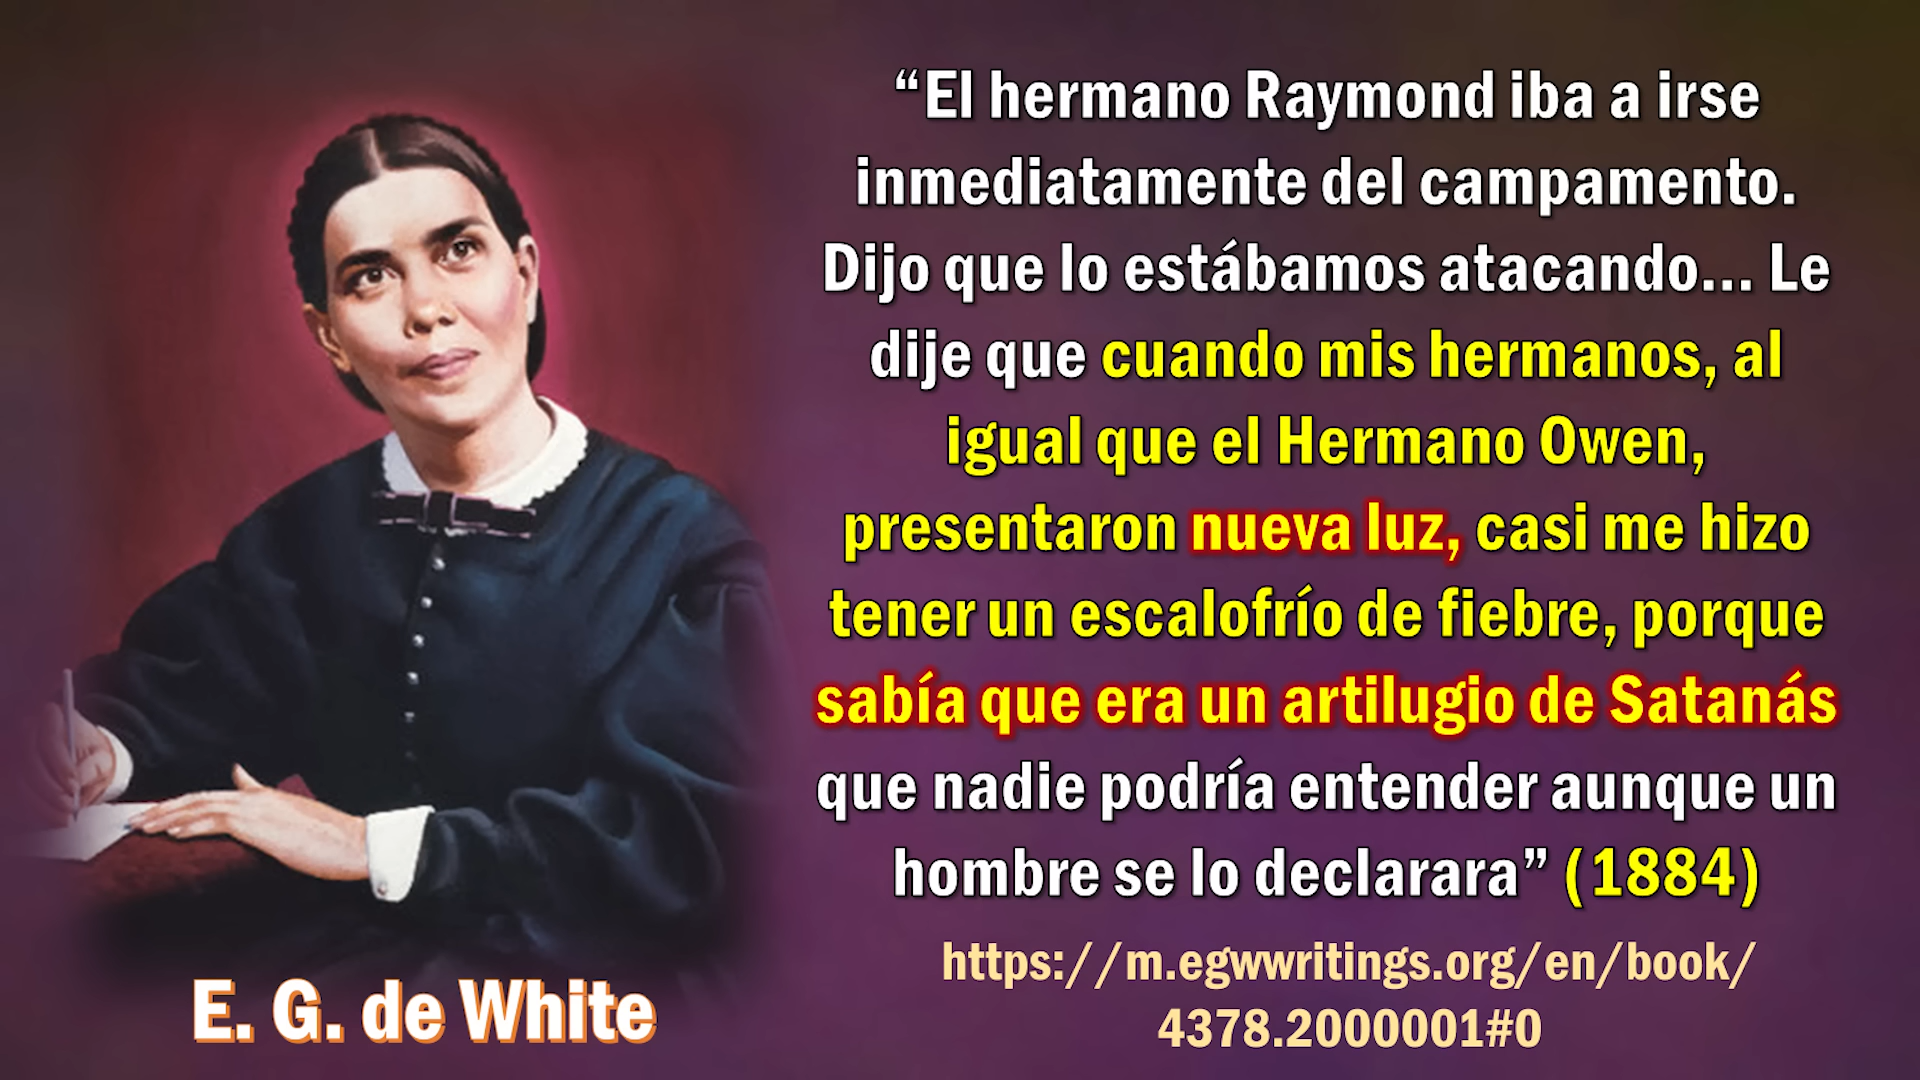 “El hermano Raymond iba a irse
inmediatamente del campamento.
Dijo que lo estábamos atacando... Le
dije que cuando mis hermanos, al
igual que el Hermano Owen,
presentaron nueva luz, casi me hizo
tener un escalofrío de fiebre, porque
sabía que era un artilugio de Satanás
que nadie podría entender aunque un
hombre se lo declarara” (1884)
https://m.egwwritings.org/en/book/
4378.2000001#0
E. G. de White